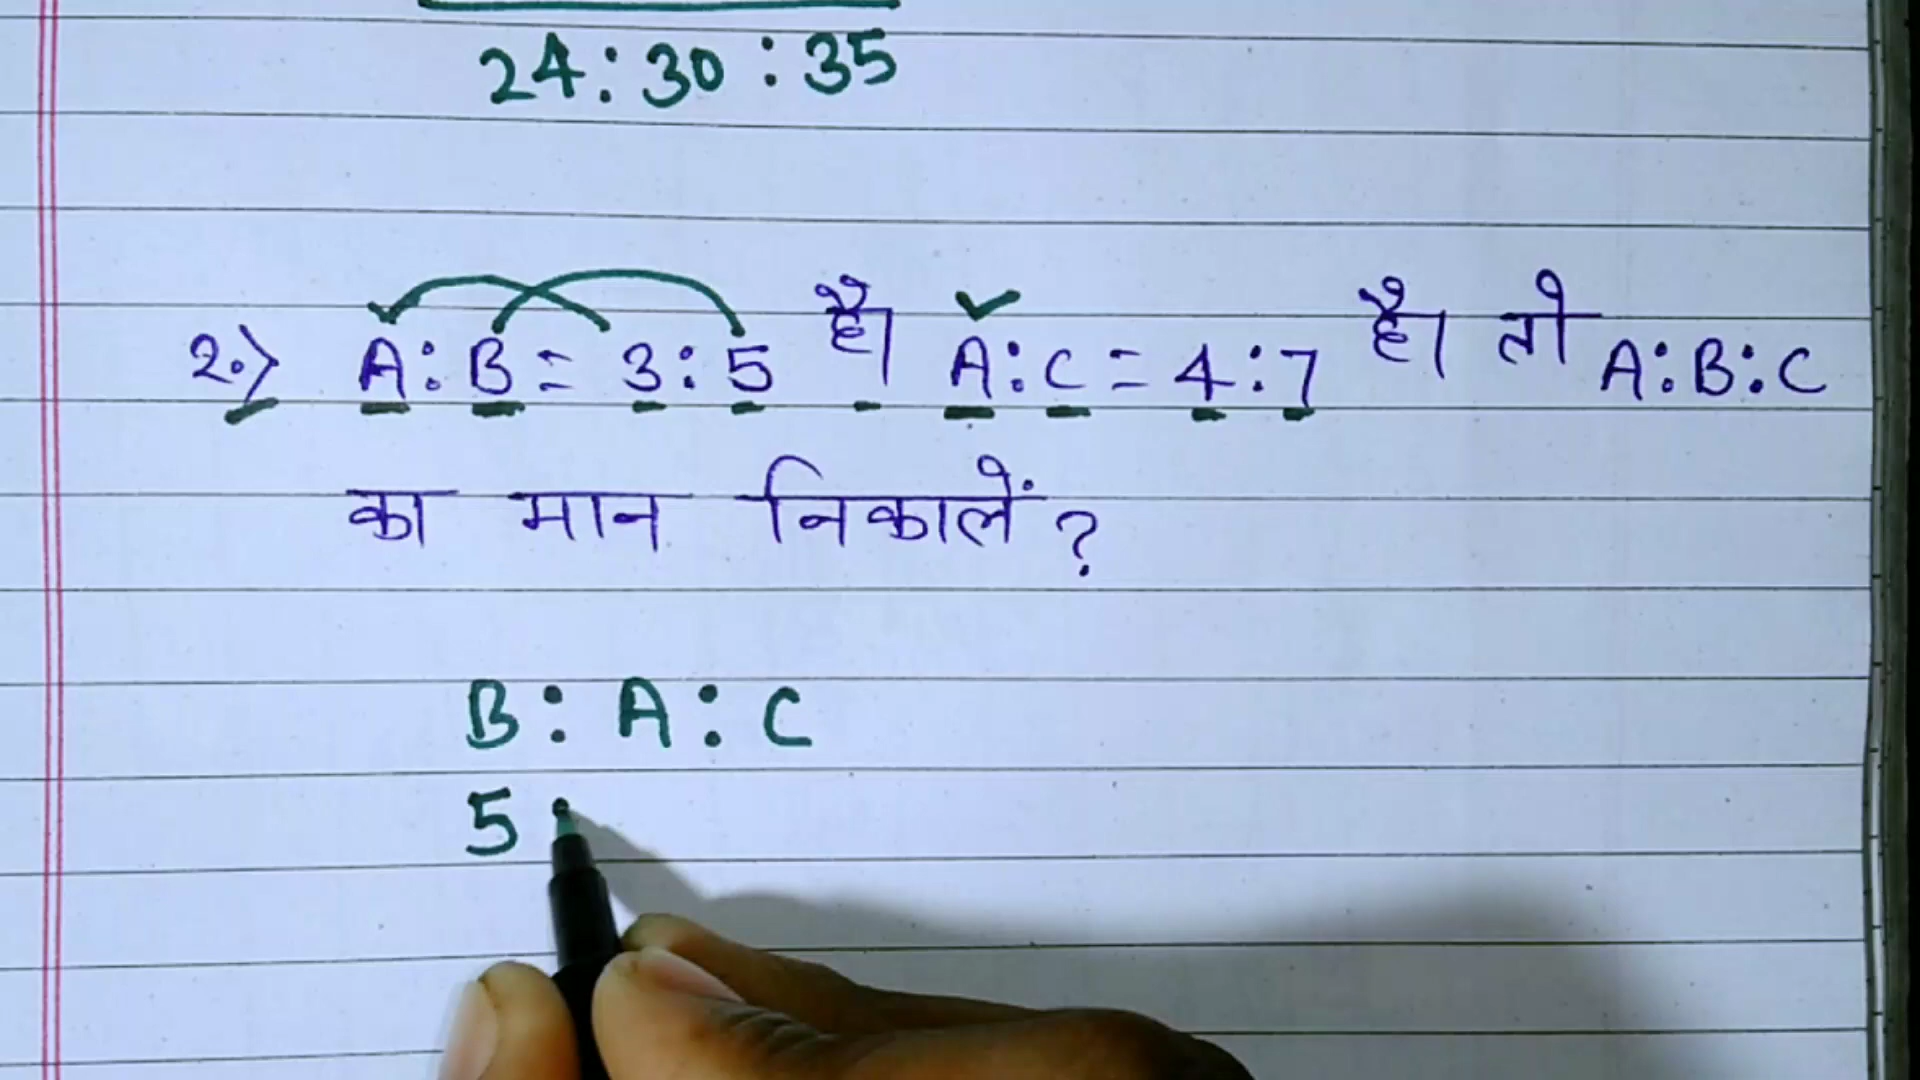 24 : 30 : 35
2.> A : B = 3 : 5 है। A : C = 4 : 7 है। तो A : B : C
का मान निकालें ?
B : A : C
5